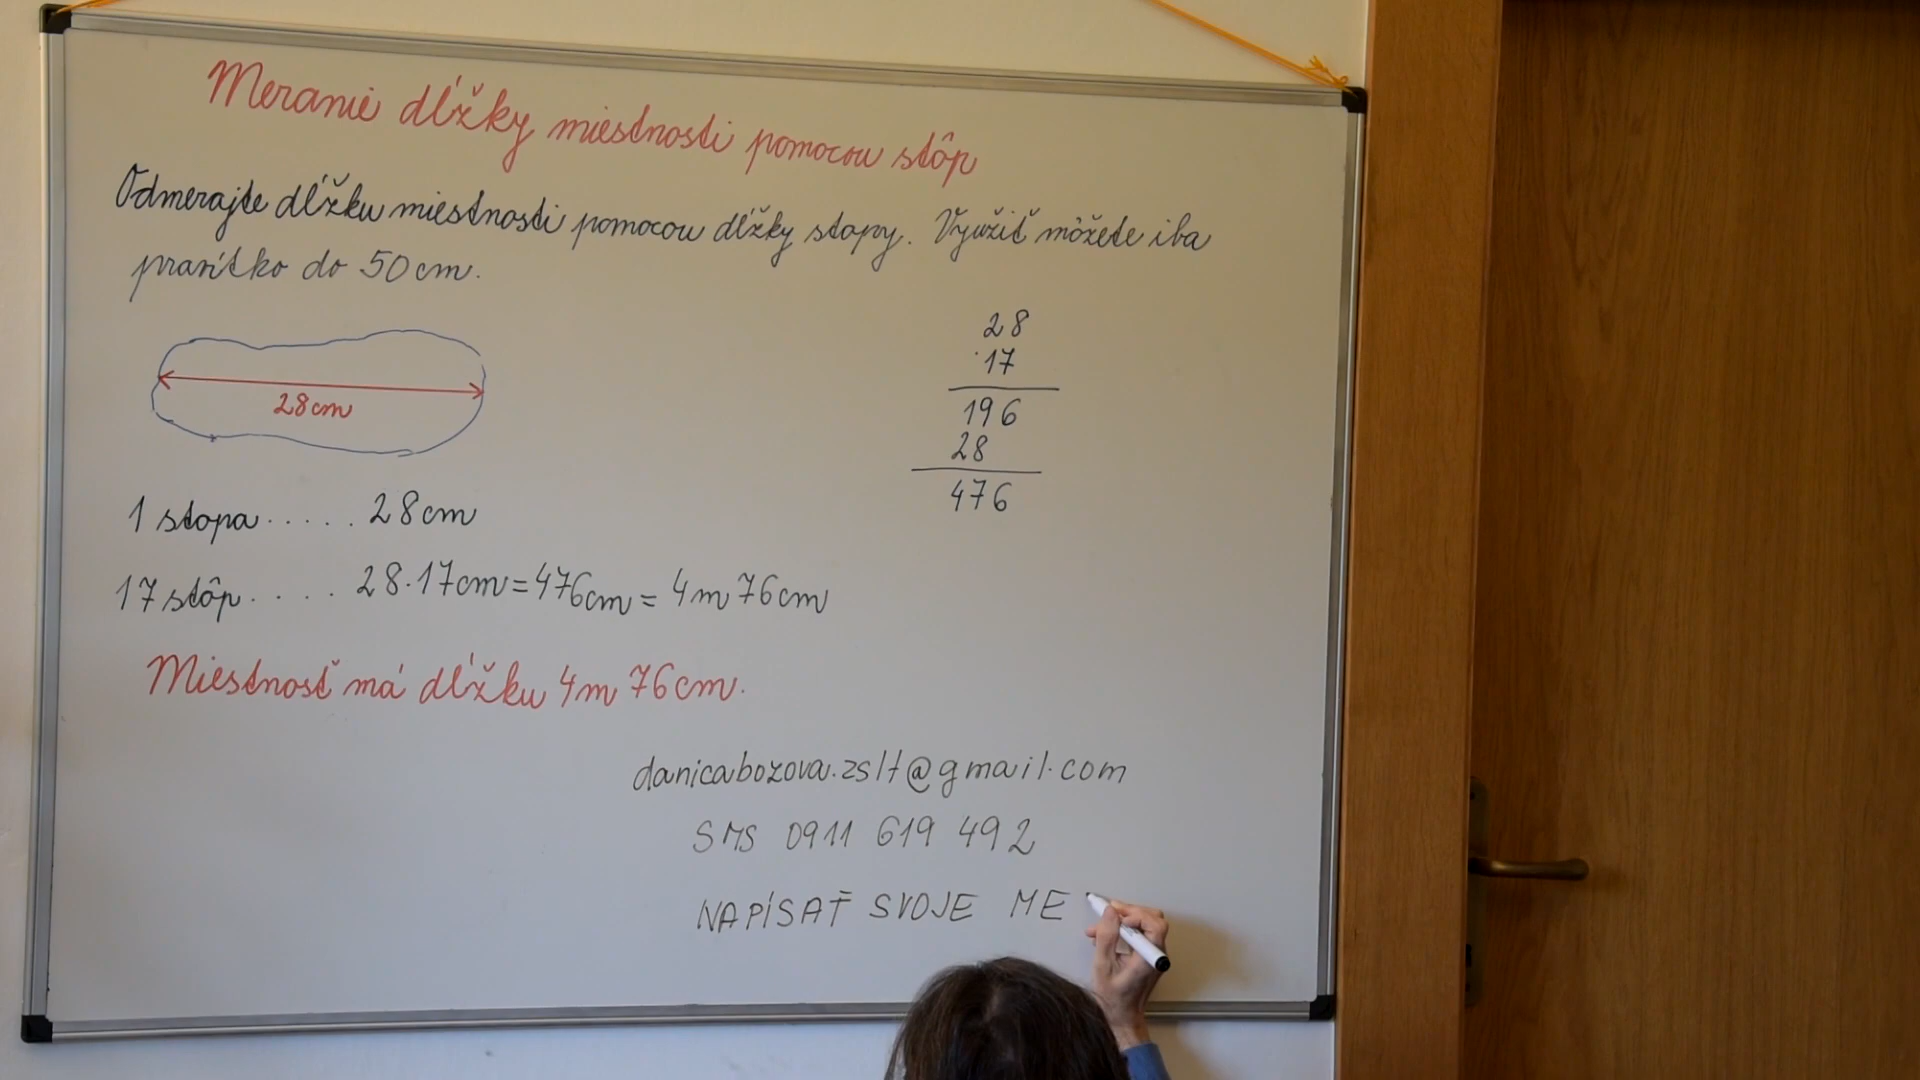 Meranie dĺžky miestnosti pomocou stôp
Odmerajte dĺžku miestnosti pomocou dĺžky stopy. Využiť môžete iba
pravítko do 50 cm.
28 cm
1 stopa ..... 28 cm
17 stôp ..... 28 · 17 cm = 476 cm = 4 m 76 cm
Miestnosť má dĺžku 4 m 76 cm.
28
· 17
196
28
476
danicabozova.zslt@gmail.com
SMS 0911 619 492
NAPÍSAŤ SVOJE ME